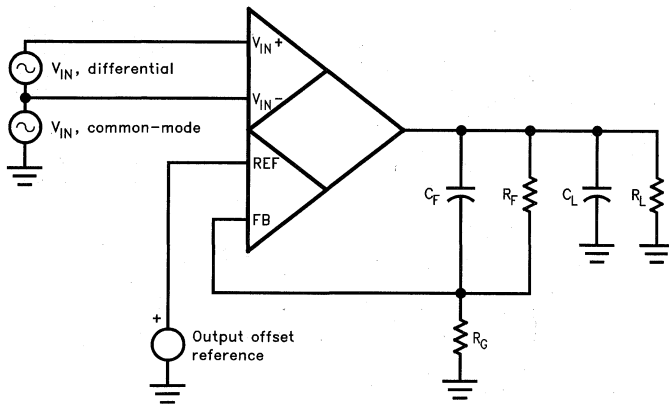 V_IN+
V_IN, differential
V_IN-
V_IN, common-mode
REF
C_F
R_F
C_L
R_L
FB
+
Output offset
reference
R_G